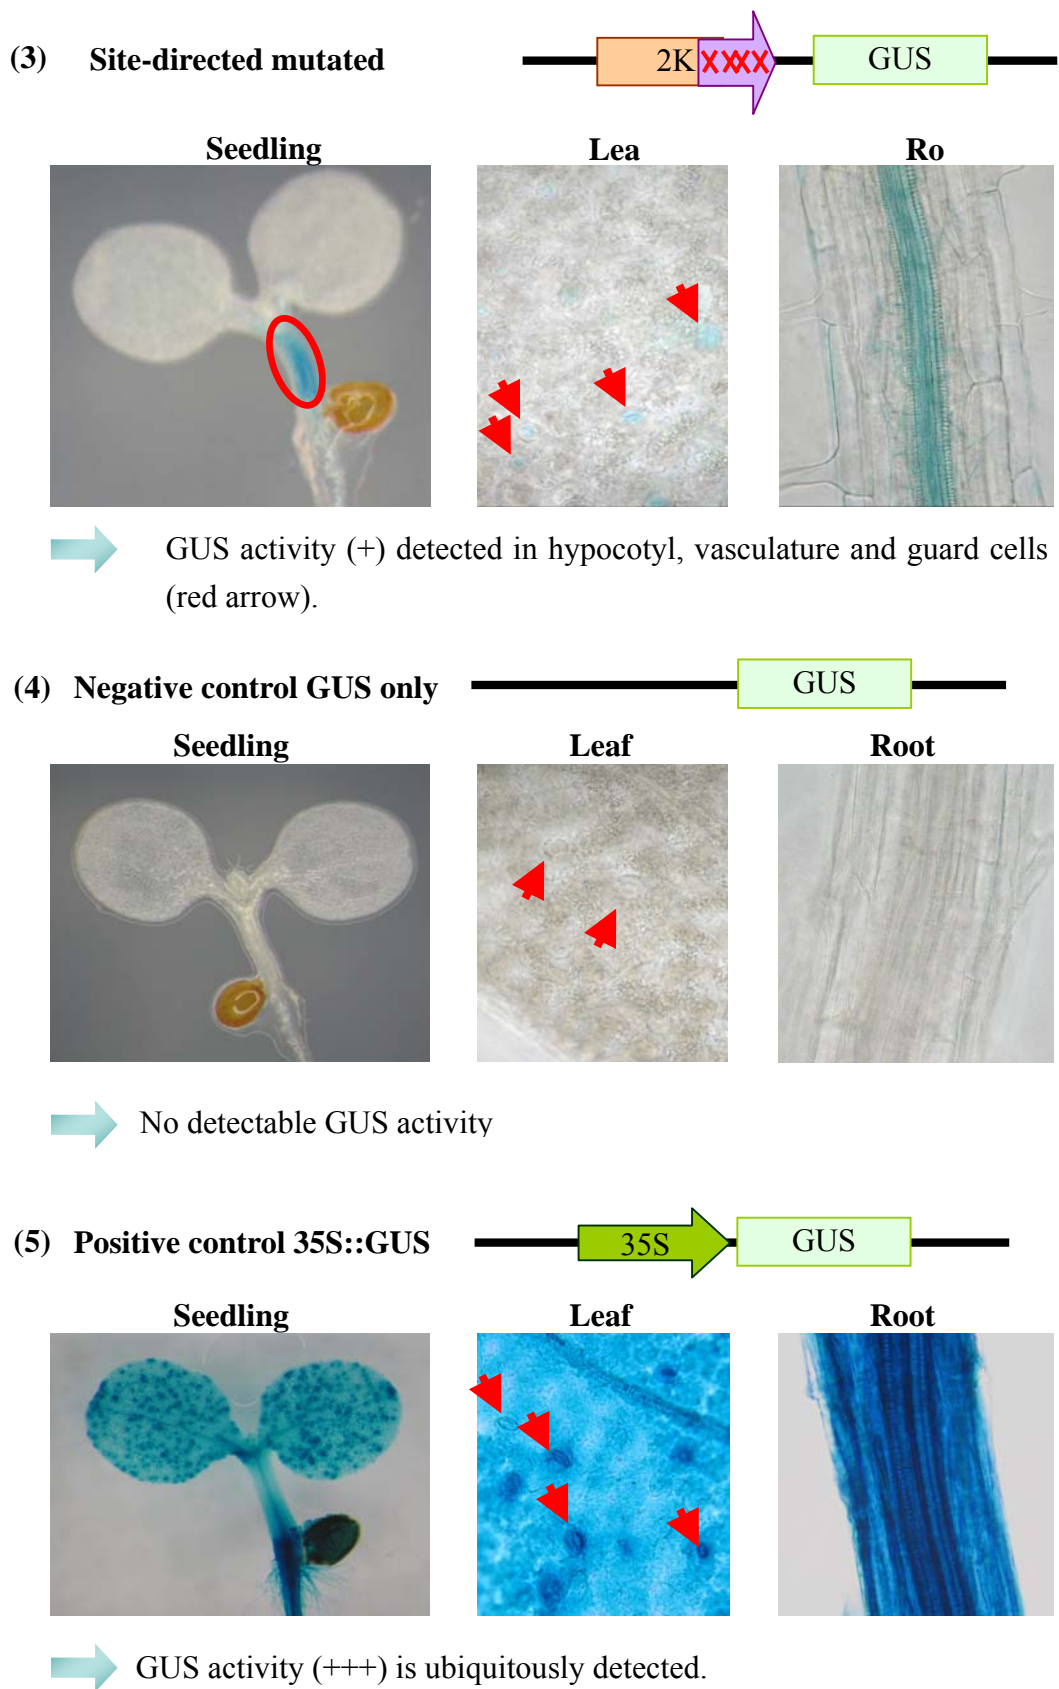 (3) Site-directed mutated
2K XXXX GUS
Seedling Lea Ro
GUS activity (+) detected in hypocotyl, vasculature and guard cells
(red arrow).
(4) Negative control GUS only
GUS
Seedling Leaf Root
No detectable GUS activity
(5) Positive control 35S::GUS
35S GUS
Seedling Leaf Root
GUS activity (+++) is ubiquitously detected.